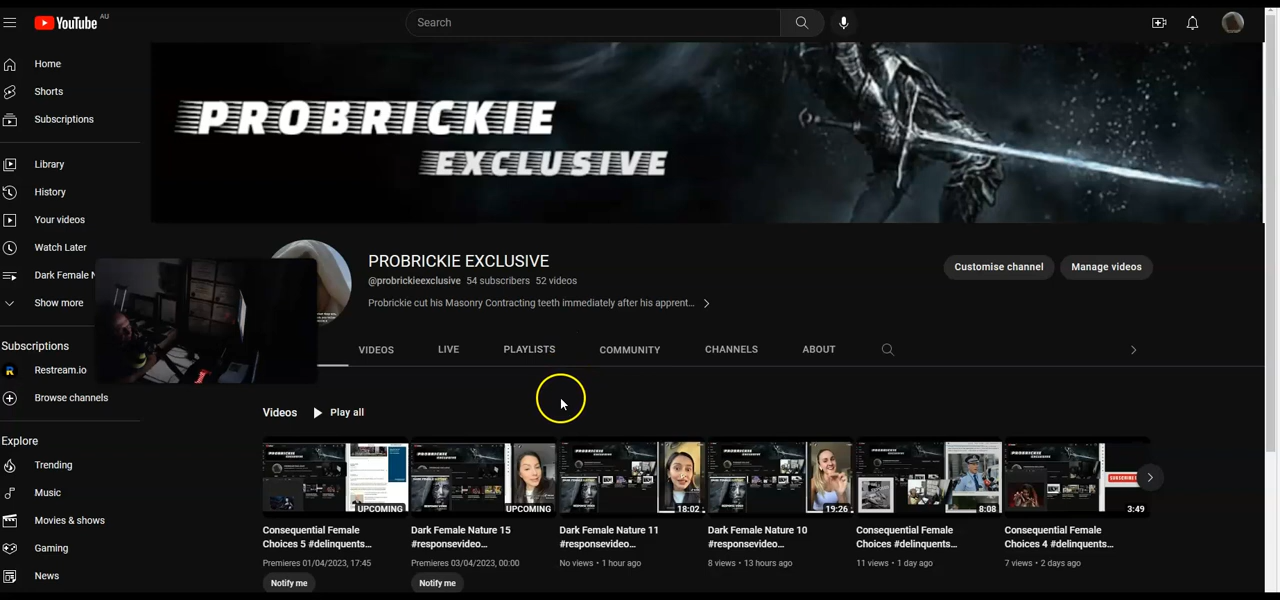 YouTube AU
Search
Home
Shorts
Subscriptions
Library
History
Your videos
Watch Later
Dark Female N
Show more
Subscriptions
Restream.io
Browse channels
Explore
Trending
Music
Movies & shows
Gaming
News
PROBRICKIE
EXCLUSIVE
PROBRICKIE EXCLUSIVE
@probrickieexclusive 54 subscribers 52 videos
Probrickie cut his Masonry Contracting teeth immediately after his apprent...
Customise channel
Manage videos
VIDEOS LIVE PLAYLISTS COMMUNITY CHANNELS ABOUT
Videos Play all
UPCOMING
Consequential Female
Choices 5 #delinquents...
Premieres 01/04/2023, 17:45
Notify me
UPCOMING
Dark Female Nature 15
#responsevideo...
Premieres 03/04/2023, 00:00
Notify me
18:02
Dark Female Nature 11
#responsevideo...
No views • 1 hour ago
19:26
Dark Female Nature 10
#responsevideo...
8 views • 13 hours ago
8:08
Consequential Female
Choices #delinquents...
11 views • 1 day ago
SUBSCRIBE
3:49
Consequential Female
Choices 4 #delinquents...
7 views • 2 days ago